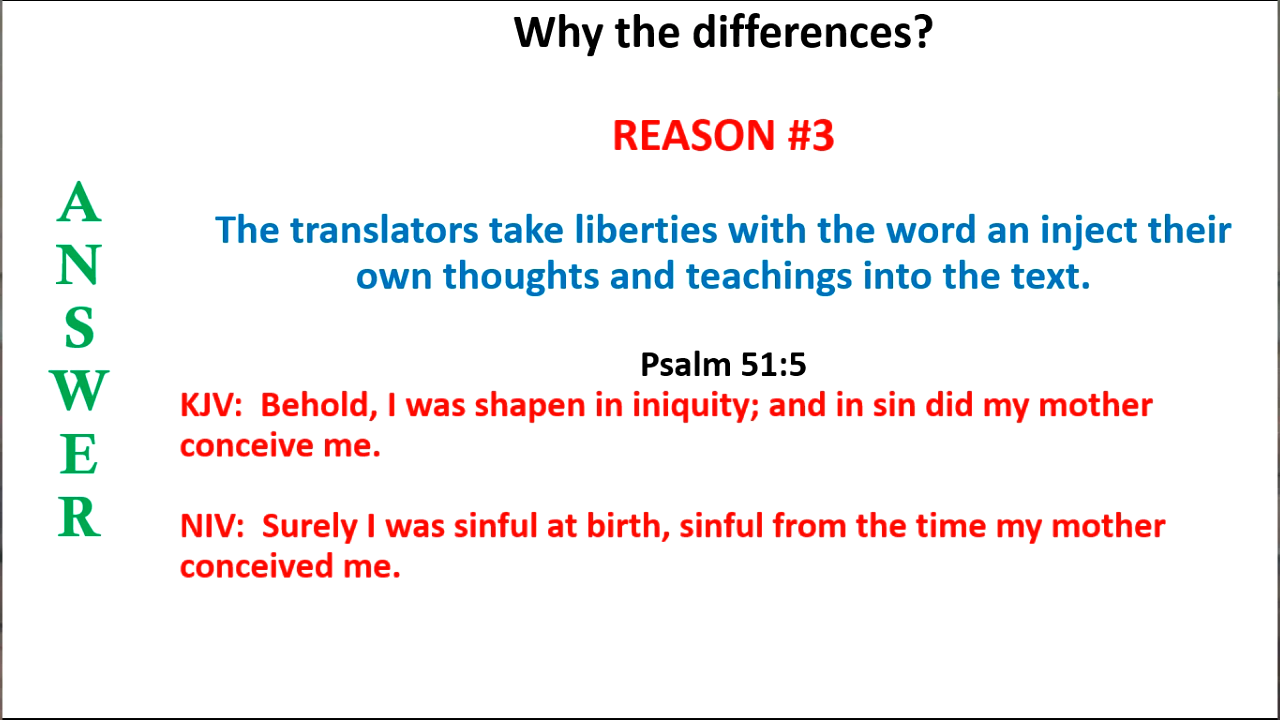 Why the differences?
REASON #3
The translators take liberties with the word an inject their
own thoughts and teachings into the text.
Psalm 51:5
KJV:  Behold, I was shapen in iniquity; and in sin did my mother
conceive me.
NIV:  Surely I was sinful at birth, sinful from the time my mother
conceived me.
A
N
S
W
E
R